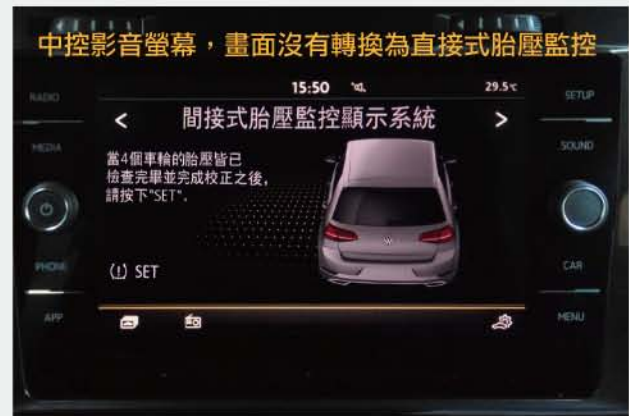 中控影音螢幕，畫面沒有轉換為直接式胎壓監控
15:50
29.5℃
RADIO
SETUP
< 間接式胎壓監控顯示系統 >
MEDIA
SOUND
當4個車輪的胎壓皆已
檢查完畢並完成校正之後,
請按下"SET".
PHONE
CAR
(!) SET
APP
MENU